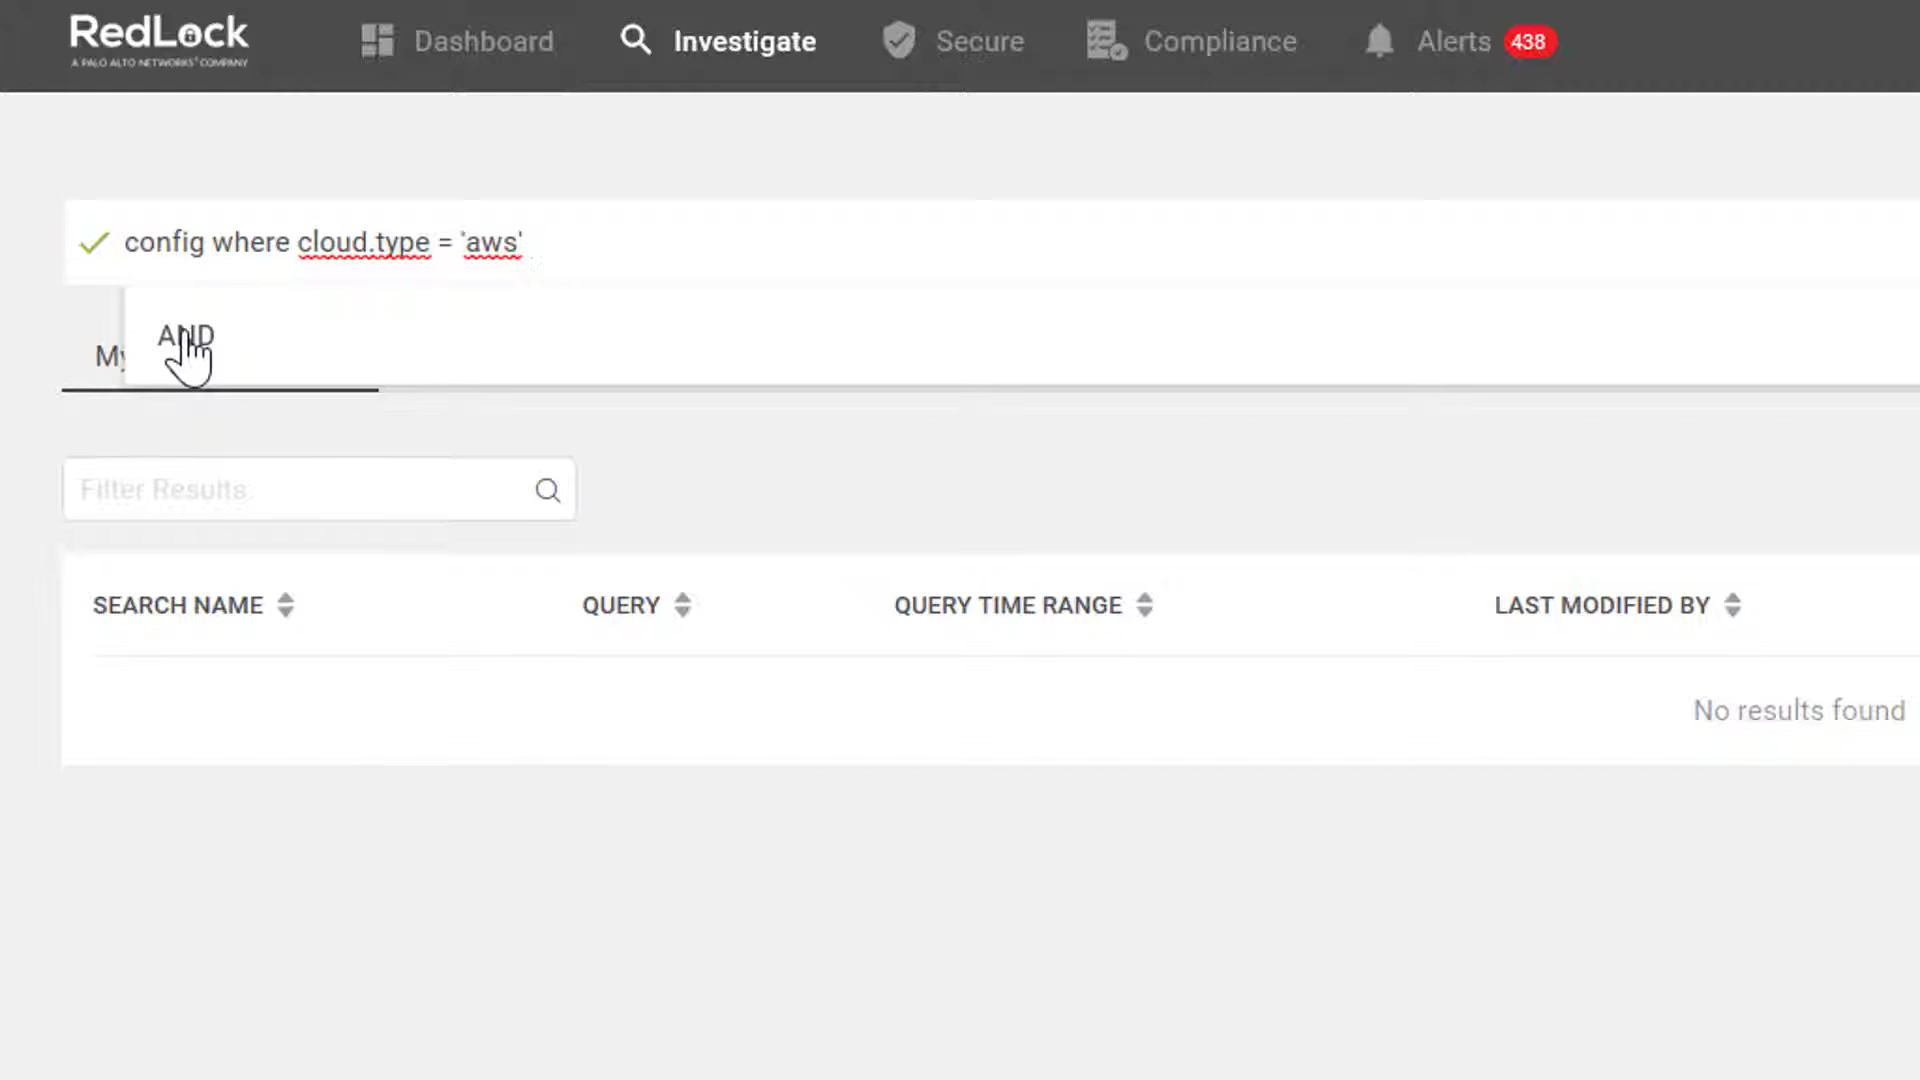 RedLock
A PALO ALTO NETWORKS® COMPANY
Dashboard
Investigate
Secure
Compliance
Alerts 438
config where cloud.type = 'aws'
AND
My
Filter Results
SEARCH NAME
QUERY
QUERY TIME RANGE
LAST MODIFIED BY
No results found